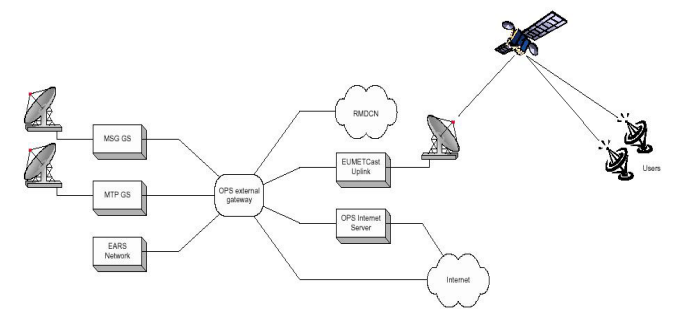 RMDCN
MSG GS
EUMETCast
Uplink
Users
MTP GS
OPS external
gateway
OPS Internet
Server
EARS
Network
Internet